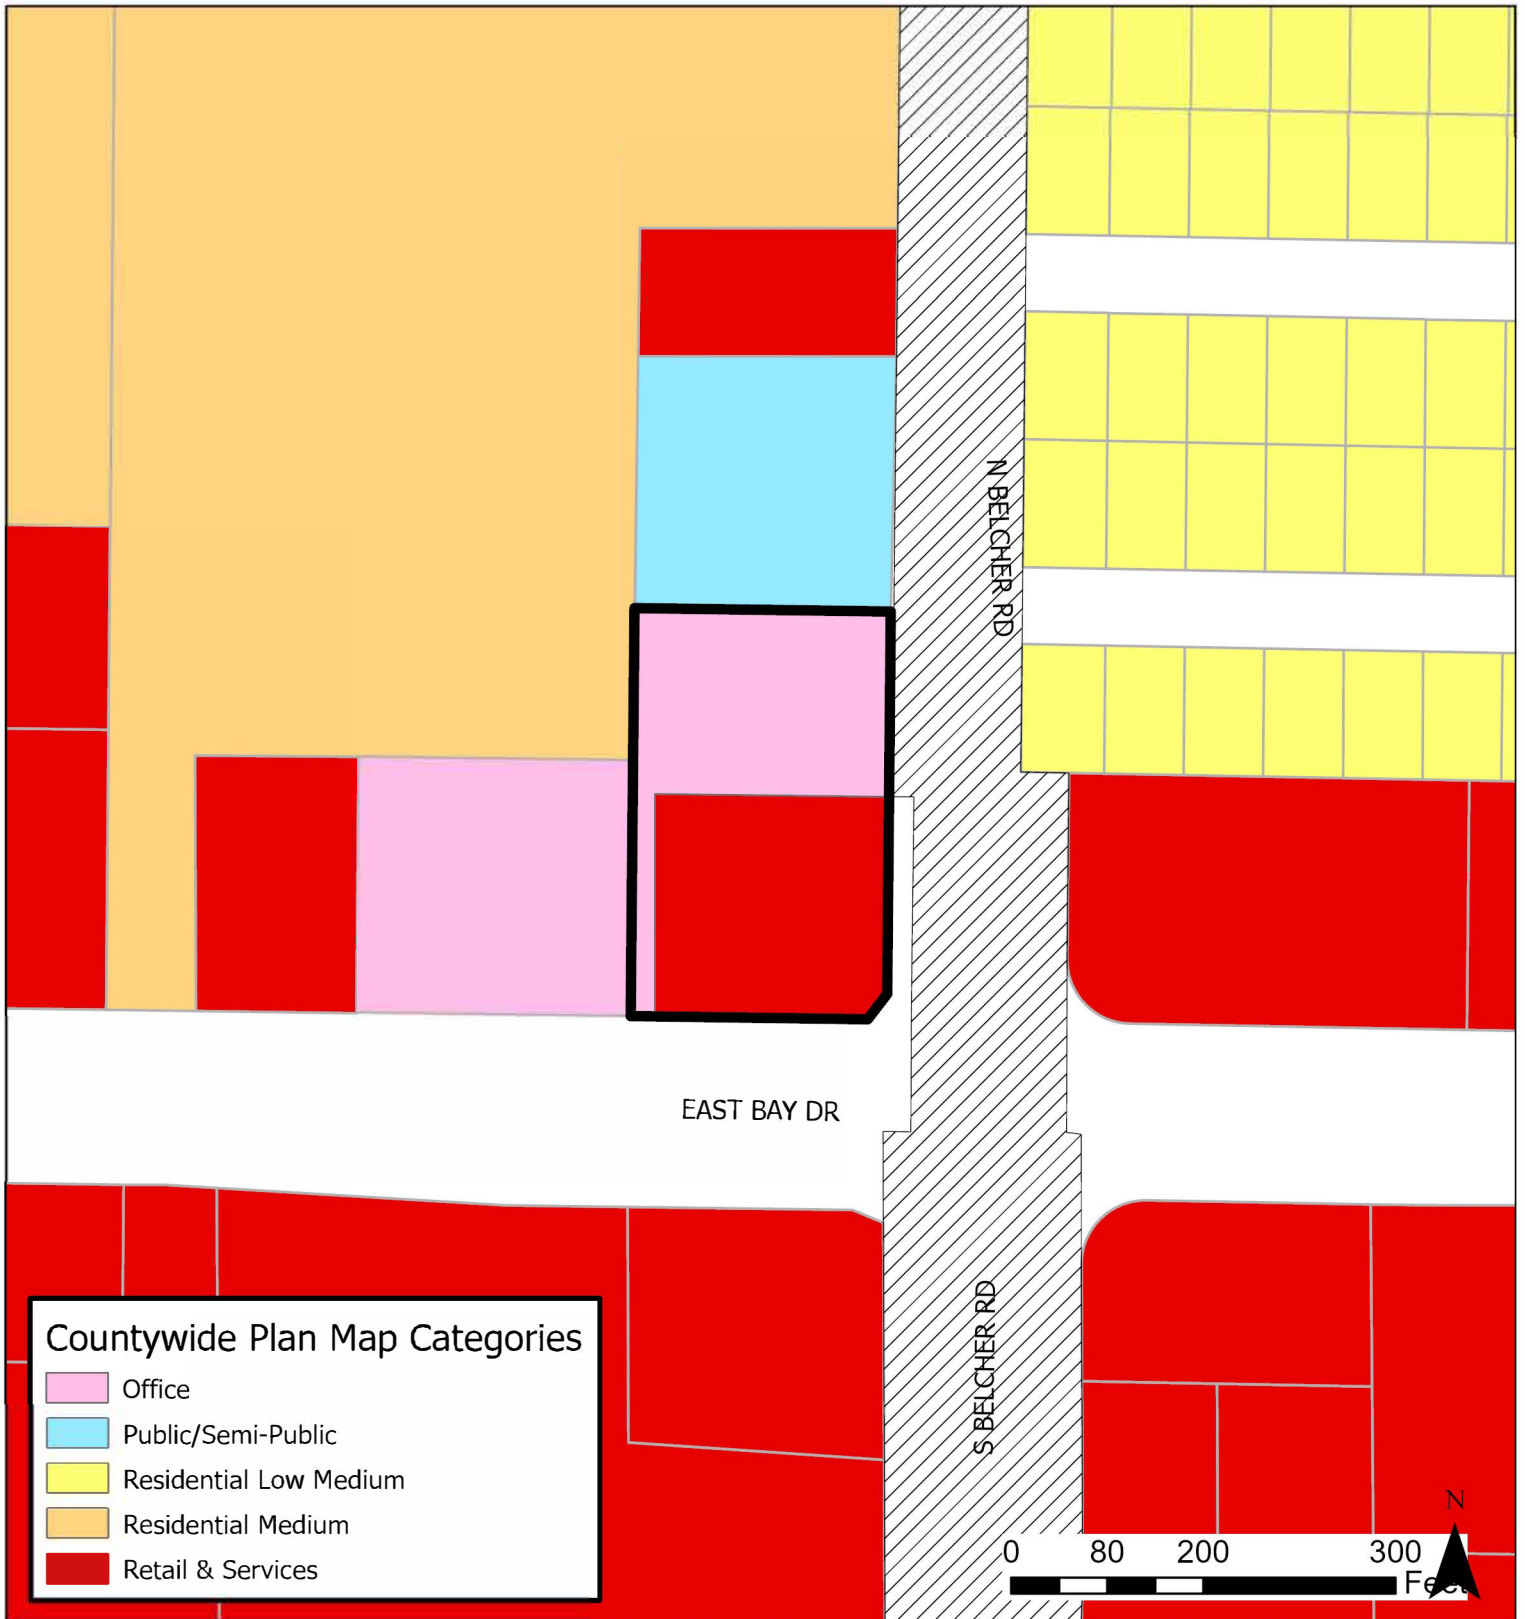 N BELCHER RD
EAST BAY DR
S BELCHER RD
Countywide Plan Map Categories
Office
Public/Semi-Public
Residential Low Medium
Residential Medium
Retail & Services
N
0 80 200 300
Feet